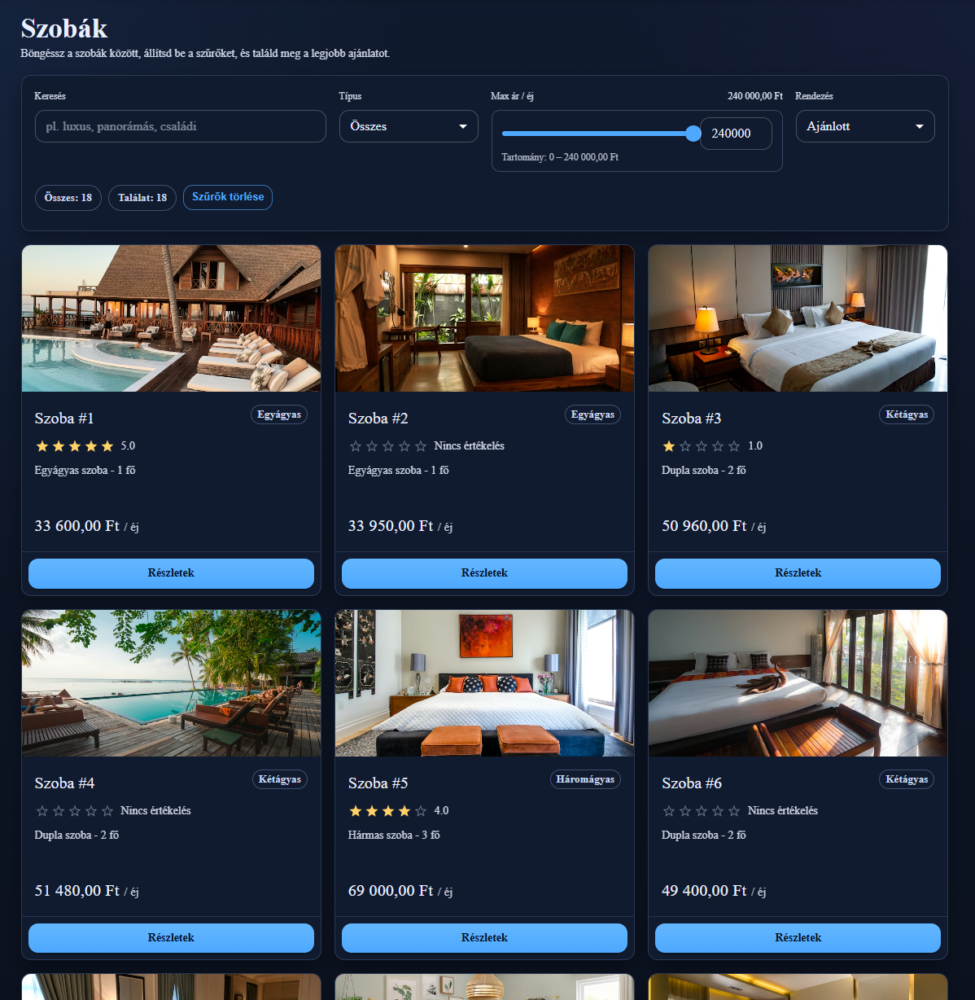 Szobák
Böngéssz a szobák között, állítsd be a szűrőket, és találd meg a legjobb ajánlatot.
Keresés
Típus
Max ár / éj
240 000,00 Ft
Rendezés
pl. luxus, panorámás, családi
Összes
240000
Ajánlott
Tartomány: 0 – 240 000,00 Ft
Összes: 18
Találat: 18
Szűrők törlése
Szoba #1
Egyágyas
5.0
Egyágyas szoba - 1 fő
33 600,00 Ft / éj
Részletek
Szoba #2
Egyágyas
Nincs értékelés
Egyágyas szoba - 1 fő
33 950,00 Ft / éj
Részletek
Szoba #3
Kétágyas
1.0
Dupla szoba - 2 fő
50 960,00 Ft / éj
Részletek
Szoba #4
Kétágyas
Nincs értékelés
Dupla szoba - 2 fő
51 480,00 Ft / éj
Részletek
Szoba #5
Háromágyas
4.0
Hármas szoba - 3 fő
69 000,00 Ft / éj
Részletek
Szoba #6
Kétágyas
Nincs értékelés
Dupla szoba - 2 fő
49 400,00 Ft / éj
Részletek